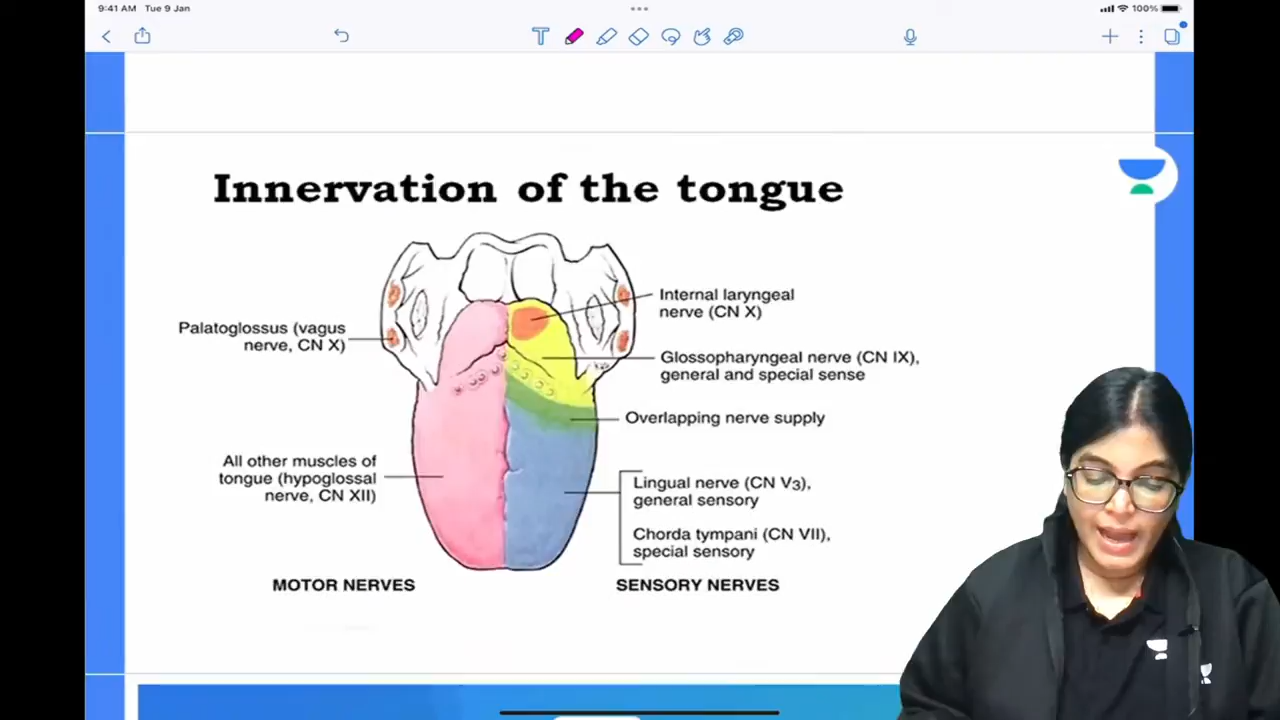 9:41 AM Tue 9 Jan
100%
Innervation of the tongue
Palatoglossus (vagus
nerve, CN X)
All other muscles of
tongue (hypoglossal
nerve, CN XII)
Internal laryngeal
nerve (CN X)
Glossopharyngeal nerve (CN IX),
general and special sense
Overlapping nerve supply
Lingual nerve (CN V3),
general sensory
Chorda tympani (CN VII),
special sensory
MOTOR NERVES
SENSORY NERVES